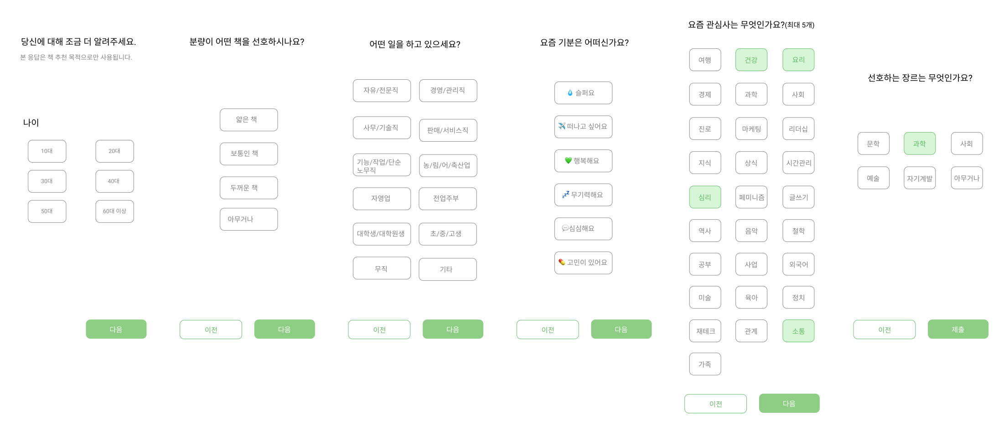 당신에 대해 조금 더 알려주세요.
본 응답은 책 추천 목적으로만 사용됩니다.
나이
10대
20대
30대
40대
50대
60대 이상
다음
분량이 어떤 책을 선호하시나요?
얇은 책
보통인 책
두꺼운 책
아무거나
이전
다음
어떤 일을 하고 있으세요?
자유/전문직
경영/관리직
사무/기술직
판매/서비스직
기능/작업/단순
노무직
농/림/어/축산업
자영업
전업주부
대학생/대학원생
초/중/고생
무직
기타
이전
다음
요즘 기분은 어떠신가요?
💧 슬퍼요
✈️ 떠나고 싶어요
💚 행복해요
💤 무기력해요
💬심심해요
💊 고민이 있어요
이전
다음
요즘 관심사는 무엇인가요?(최대 5개)
여행
건강
요리
경제
과학
사회
진로
마케팅
리더십
지식
상식
시간관리
심리
페미니즘
글쓰기
역사
음악
철학
공부
사업
외국어
미술
육아
정치
재테크
관계
소통
가족
이전
다음
선호하는 장르는 무엇인가요?
문학
과학
사회
예술
자기계발
아무거나
이전
제출